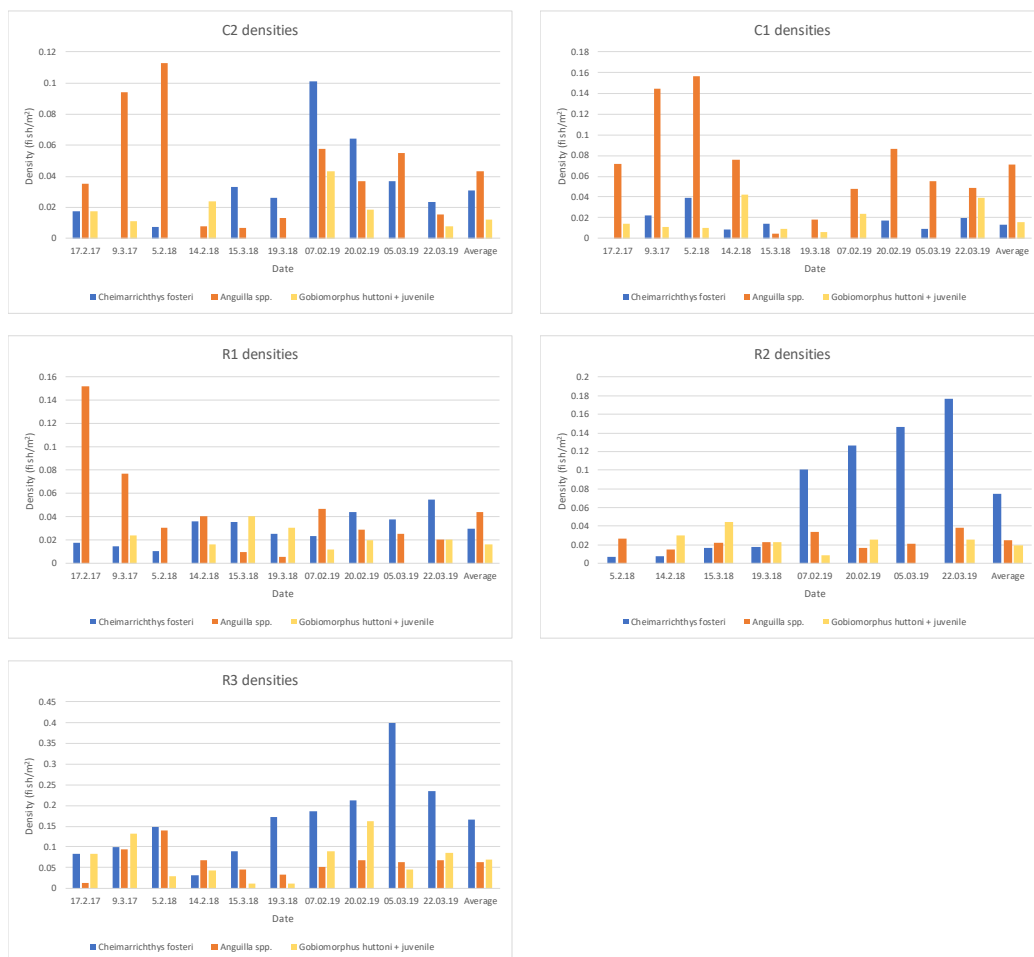 C2 densities
0.12
0.1
0.08
0.06
0.04
0.02
0
Density (fish/m²)
17.2.17 9.3.17 5.2.18 14.2.18 15.3.18 19.3.18 07.02.19 20.02.19 05.03.19 22.03.19 Average
Date
Cheimarrichthys fosteri Anguilla spp. Gobiomorphus huttoni + juvenile
C1 densities
0.18
0.16
0.14
0.12
0.1
0.08
0.06
0.04
0.02
0
Density (fish/m²)
17.2.17 9.3.17 5.2.18 14.2.18 15.3.18 19.3.18 07.02.19 20.02.19 05.03.19 22.03.19 Average
Date
Cheimarrichthys fosteri Anguilla spp. Gobiomorphus huttoni + juvenile
R1 densities
0.16
0.14
0.12
0.1
0.08
0.06
0.04
0.02
0
Density (fish/m²)
17.2.17 9.3.17 5.2.18 14.2.18 15.3.18 19.3.18 07.02.19 20.02.19 05.03.19 22.03.19 Average
Date
Cheimarrichthys fosteri Anguilla spp. Gobiomorphus huttoni + juvenile
R2 densities
0.2
0.18
0.16
0.14
0.12
0.1
0.08
0.06
0.04
0.02
0
Density (fish/m²)
5.2.18 14.2.18 15.3.18 19.3.18 07.02.19 20.02.19 05.03.19 22.03.19 Average
Date
Cheimarrichthys fosteri Anguilla spp. Gobiomorphus huttoni + juvenile
R3 densities
0.45
0.4
0.35
0.3
0.25
0.2
0.15
0.1
0.05
0
Density (fish/m²)
17.2.17 9.3.17 5.2.18 14.2.18 15.3.18 19.3.18 07.02.19 20.02.19 05.03.19 22.03.19 Average
Date
Cheimarrichthys fosteri Anguilla spp. Gobiomorphus huttoni + juvenile